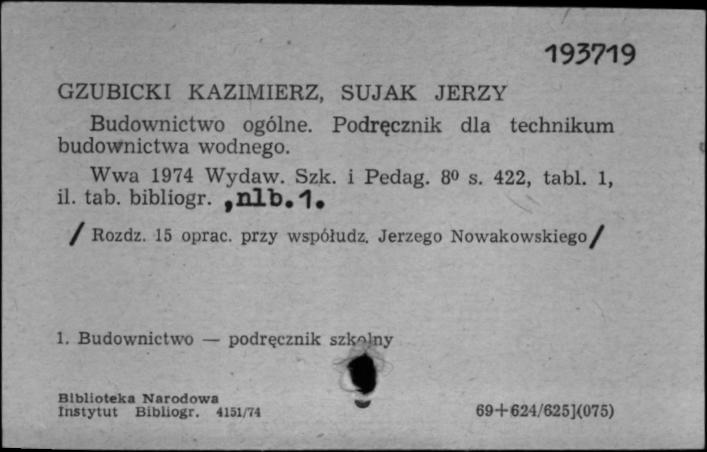 193719
GZUBICKI KAZIMIERZ, SUJAK JERZY
Budownictwo ogólne. Podręcznik dla technikum
budownictwa wodnego.
Wwa 1974 Wydaw. Szk. i Pedag. 8⁰ s. 422, tabl. 1,
il. tab. bibliogr. ,nlb.1.
/ Rozdz. 15 oprac. przy współudz. Jerzego Nowakowskiego /
1. Budownictwo — podręcznik szkolny
Biblioteka Narodowa
Instytut Bibliogr. 4151/74
69+624/625](075)